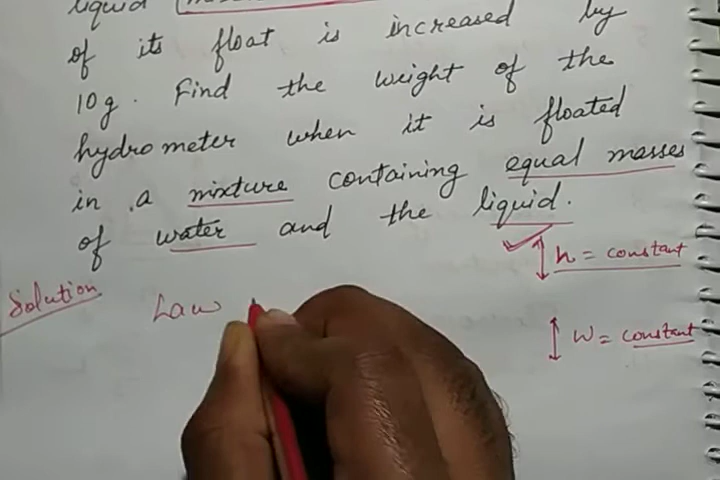 liquid
of its float is increased by
10g. Find the weight of the
hydrometer when it is floated
in a mixture containing equal masses
of water and the liquid.
h = constant
Solution
Law
W = constant